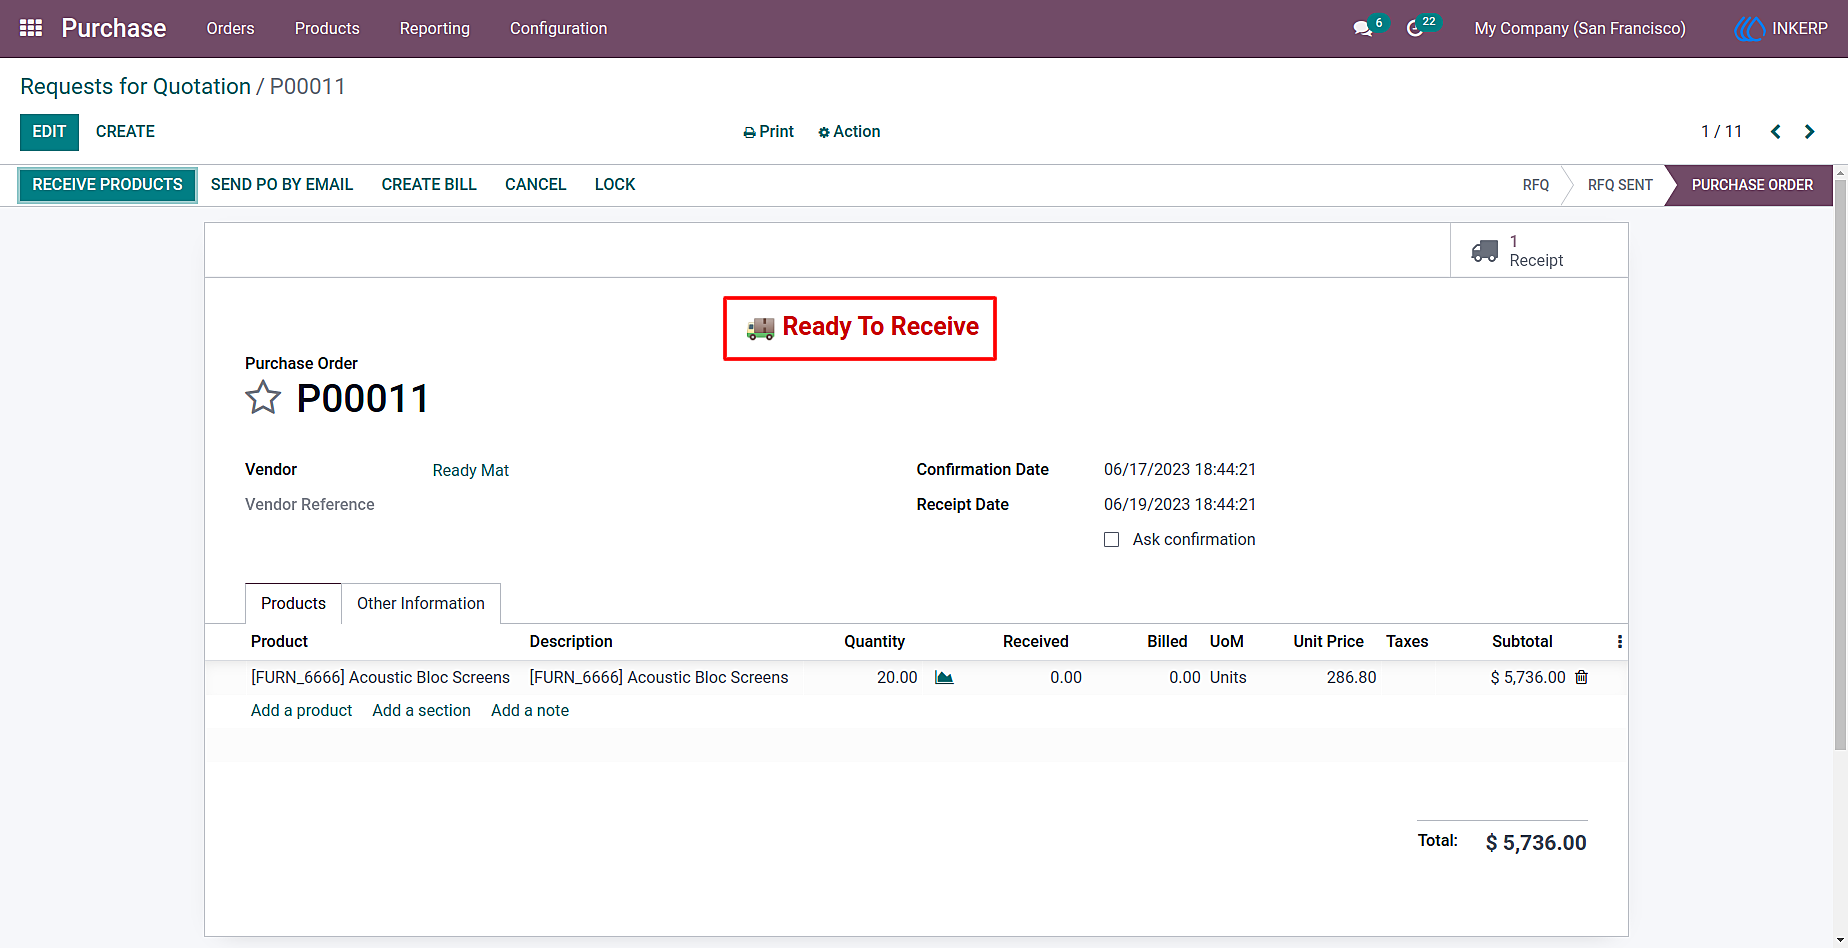 Purchase Orders Products Reporting Configuration 6 22 My Company (San Francisco) INKERP
Requests for Quotation / P00011
EDIT CREATE Print Action 1 / 11
RECEIVE PRODUCTS SEND PO BY EMAIL CREATE BILL CANCEL LOCK RFQ RFQ SENT PURCHASE ORDER
1
Receipt
Ready To Receive
Purchase Order
P00011
Vendor Ready Mat Confirmation Date 06/17/2023 18:44:21
Vendor Reference Receipt Date 06/19/2023 18:44:21
Ask confirmation
Products Other Information
Product Description Quantity Received Billed UoM Unit Price Taxes Subtotal
[FURN_6666] Acoustic Bloc Screens [FURN_6666] Acoustic Bloc Screens 20.00 0.00 0.00 Units 286.80 $ 5,736.00
Add a product Add a section Add a note
Total: $ 5,736.00